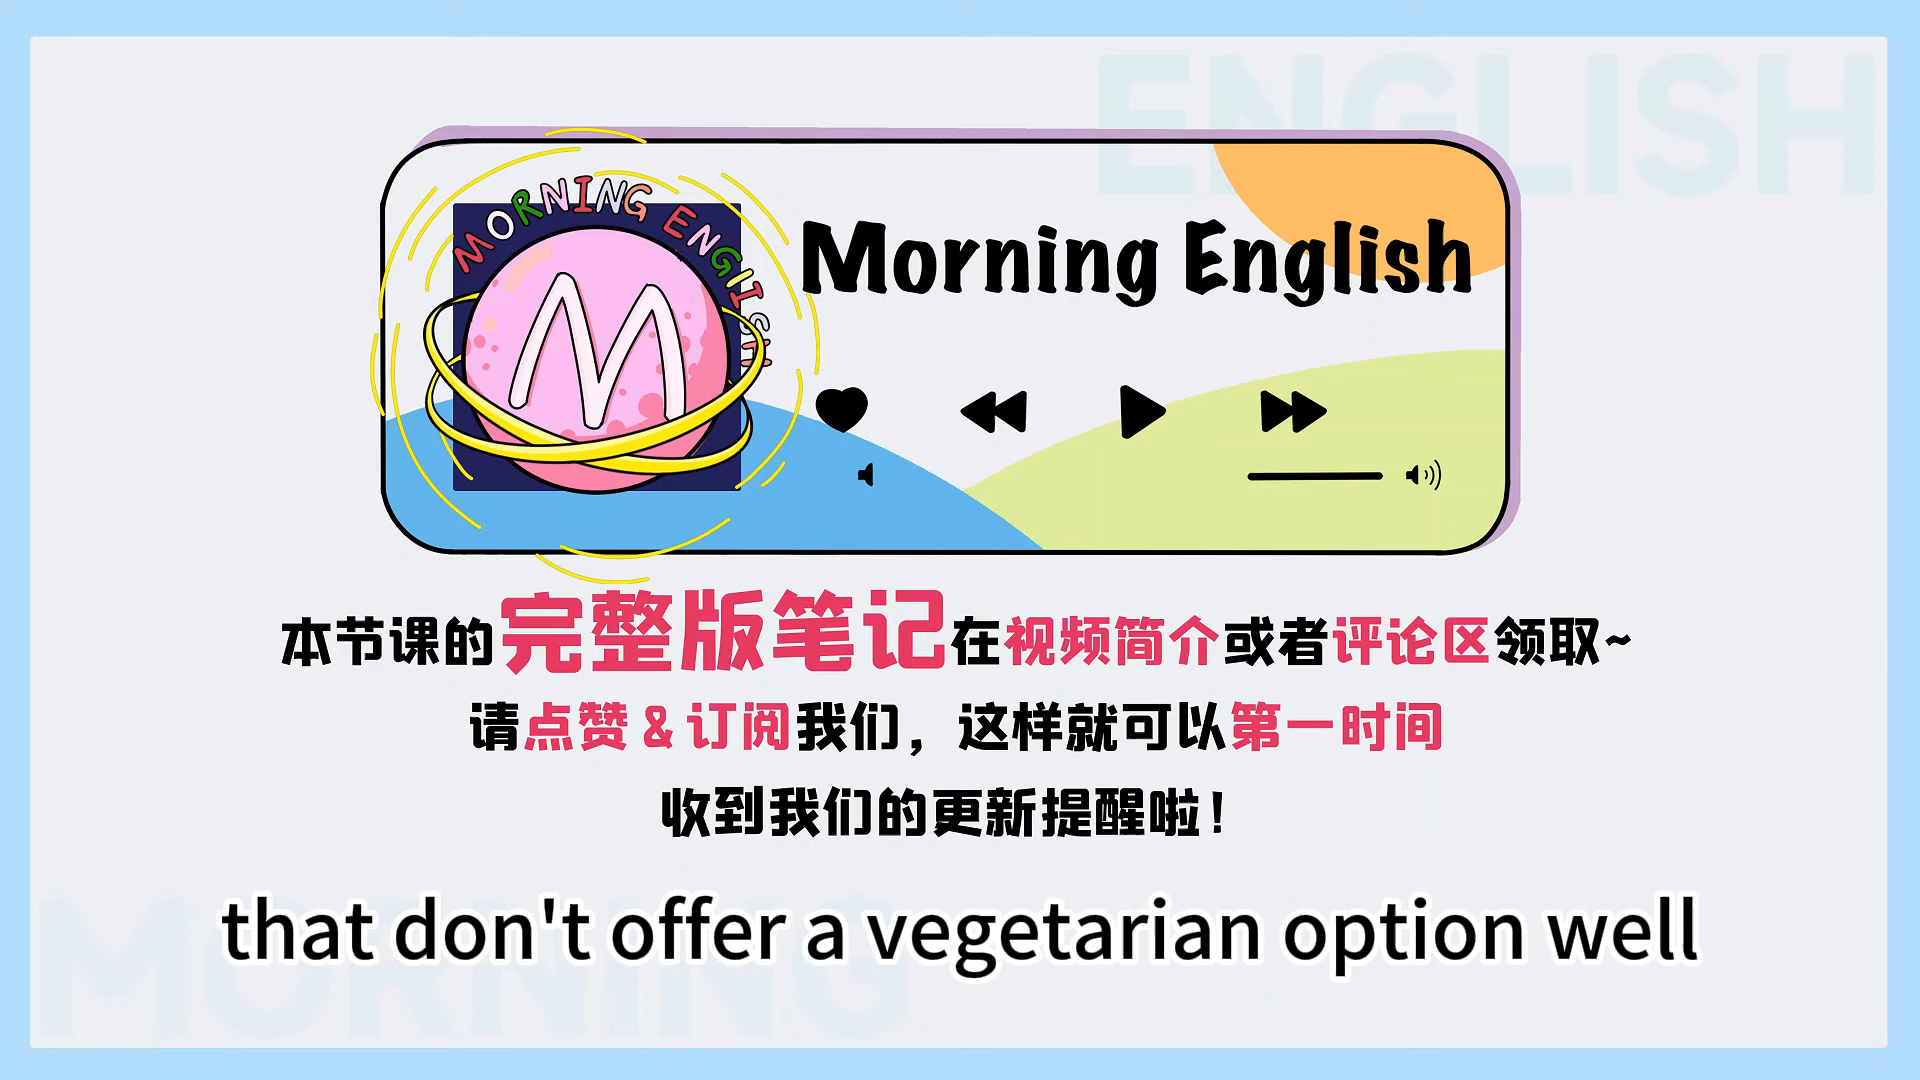 ENGLISH
MORNING ENGLISH
M
Morning English
本节课的完整版笔记在视频简介或者评论区领取~
请点赞&订阅我们，这样就可以第一时间
收到我们的更新提醒啦！
that don't offer a vegetarian option well
MORNING